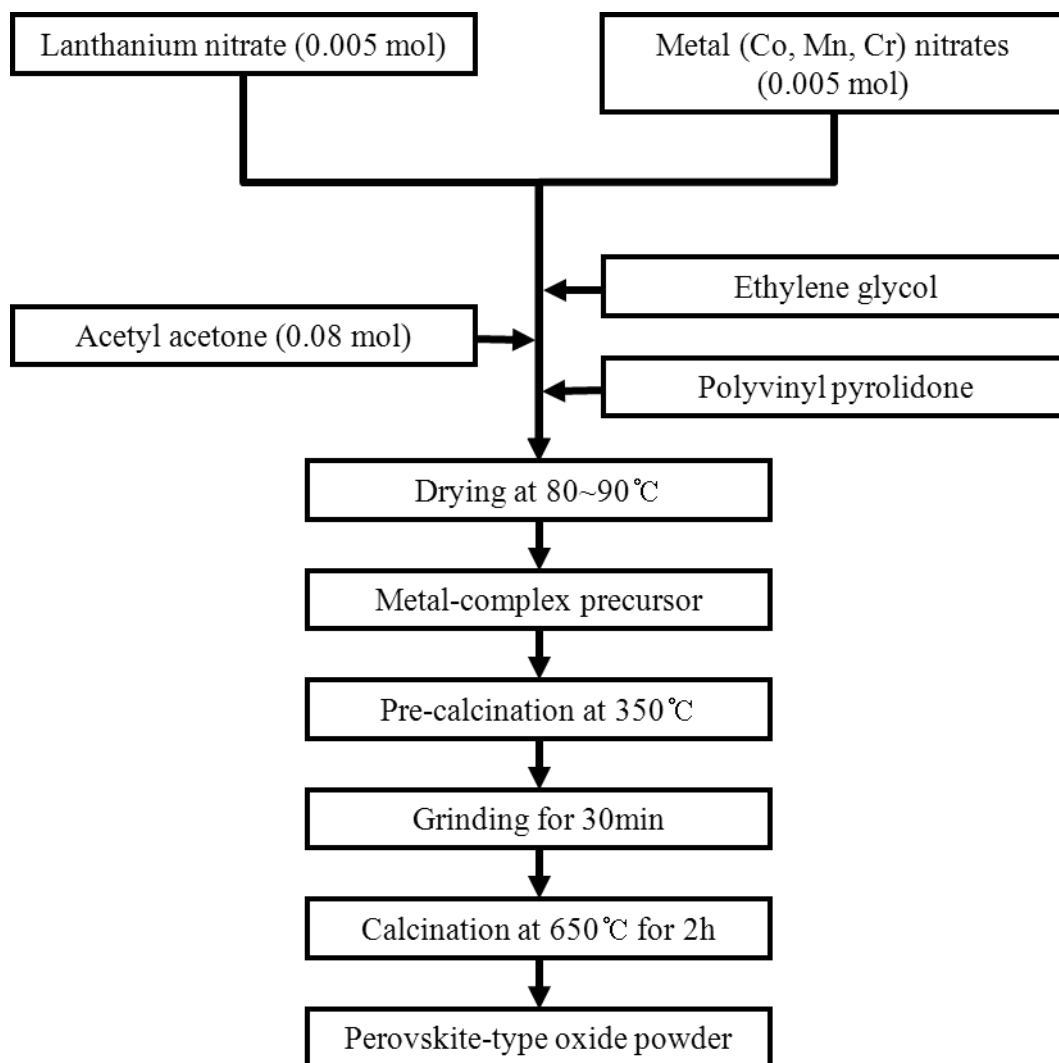 Lanthanium nitrate (0.005 mol)
Metal (Co, Mn, Cr) nitrates
(0.005 mol)
Ethylene glycol
Acetyl acetone (0.08 mol)
Polyvinyl pyrolidone
Drying at 80~90℃
Metal-complex precursor
Pre-calcination at 350℃
Grinding for 30min
Calcination at 650℃ for 2h
Perovskite-type oxide powder